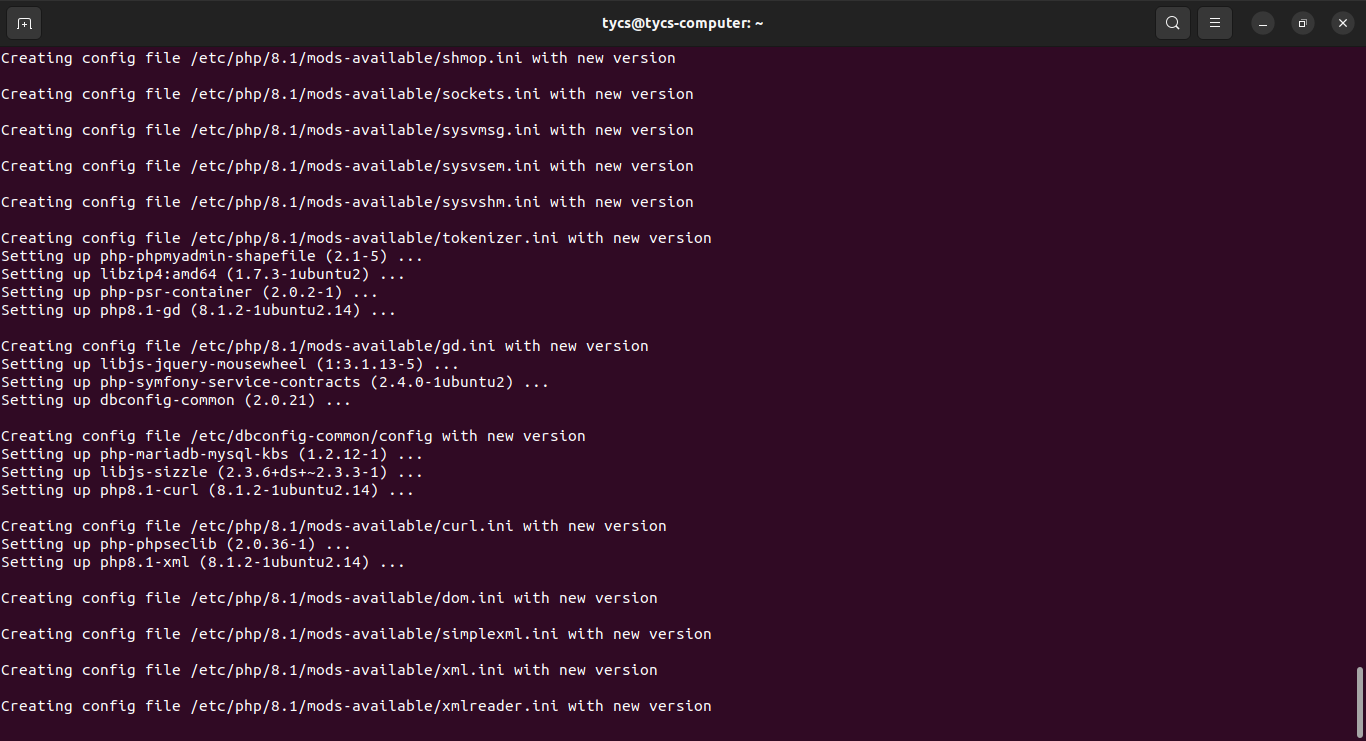 tycs@tycs-computer: ~
Creating config file /etc/php/8.1/mods-available/shmop.ini with new version
Creating config file /etc/php/8.1/mods-available/sockets.ini with new version
Creating config file /etc/php/8.1/mods-available/sysvmsg.ini with new version
Creating config file /etc/php/8.1/mods-available/sysvsem.ini with new version
Creating config file /etc/php/8.1/mods-available/sysvshm.ini with new version
Creating config file /etc/php/8.1/mods-available/tokenizer.ini with new version
Setting up php-phpmyadmin-shapefile (2.1-5) ...
Setting up libzip4:amd64 (1.7.3-1ubuntu2) ...
Setting up php-psr-container (2.0.2-1) ...
Setting up php8.1-gd (8.1.2-1ubuntu2.14) ...
Creating config file /etc/php/8.1/mods-available/gd.ini with new version
Setting up libjs-jquery-mousewheel (1:3.1.13-5) ...
Setting up php-symfony-service-contracts (2.4.0-1ubuntu2) ...
Setting up dbconfig-common (2.0.21) ...
Creating config file /etc/dbconfig-common/config with new version
Setting up php-mariadb-mysql-kbs (1.2.12-1) ...
Setting up libjs-sizzle (2.3.6+ds+~2.3.3-1) ...
Setting up php8.1-curl (8.1.2-1ubuntu2.14) ...
Creating config file /etc/php/8.1/mods-available/curl.ini with new version
Setting up php-phpseclib (2.0.36-1) ...
Setting up php8.1-xml (8.1.2-1ubuntu2.14) ...
Creating config file /etc/php/8.1/mods-available/dom.ini with new version
Creating config file /etc/php/8.1/mods-available/simplexml.ini with new version
Creating config file /etc/php/8.1/mods-available/xml.ini with new version
Creating config file /etc/php/8.1/mods-available/xmlreader.ini with new version